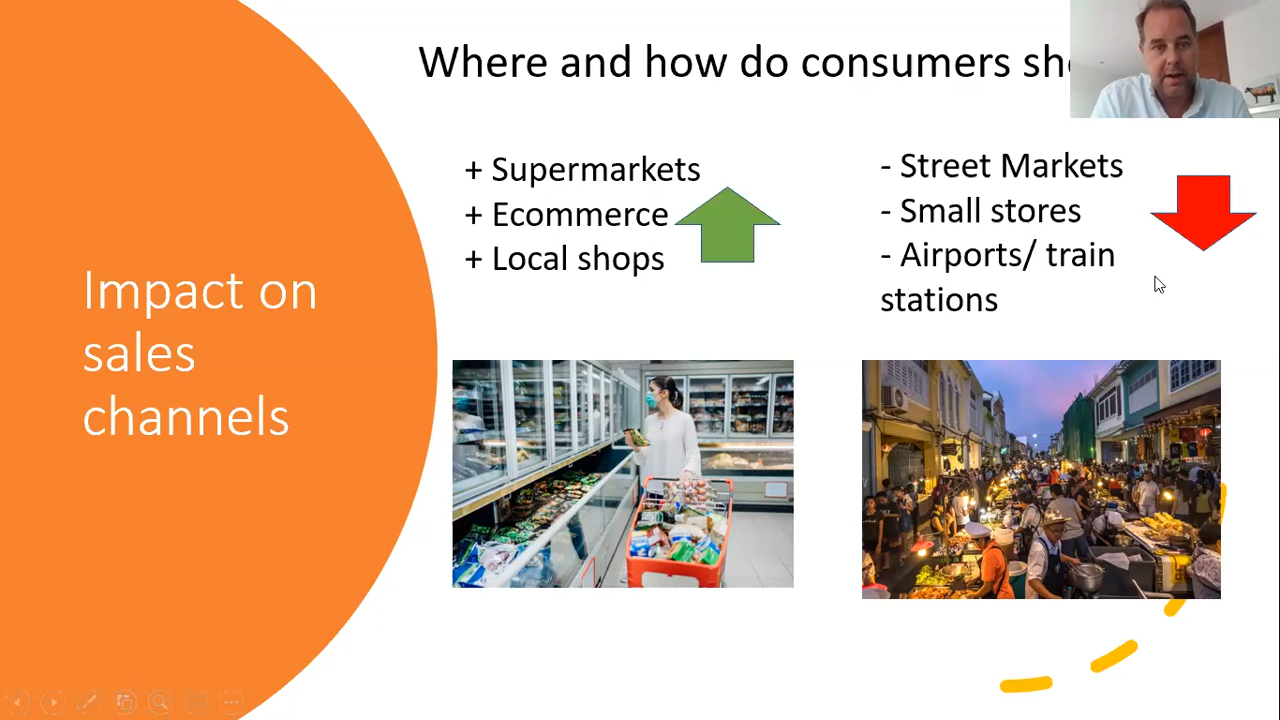 Where and how do consumers
+ Supermarkets
+ Ecommerce
+ Local shops
- Street Markets
- Small stores
- Airports/ train
stations
Impact on
sales
channels